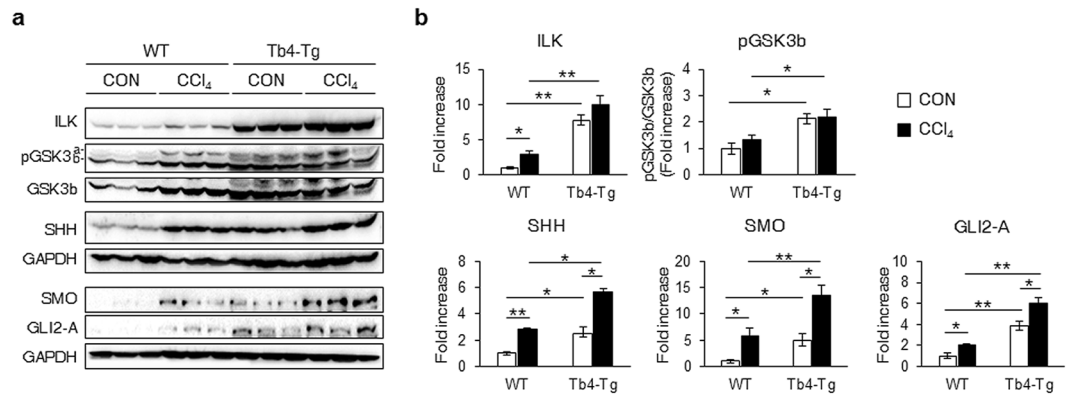 a
WT Tb4-Tg
CON CCl4 CON CCl4
ILK
pGSK3
GSK3b
SHH
GAPDH
SMO
GLI2-A
GAPDH
b
ILK
Fold increase
15
10
5
0
*
**
**
WT Tb4-Tg
pGSK3b
pGSK3b/GSK3b
(Fold increase)
4
3
2
1
0
*
*
WT Tb4-Tg
CON
CCl4
SHH
Fold increase
8
6
4
2
0
**
*
*
*
WT Tb4-Tg
SMO
Fold increase
20
15
10
5
0
*
*
**
*
WT Tb4-Tg
GLI2-A
Fold increase
10
8
6
4
2
0
*
**
**
*
WT Tb4-Tg